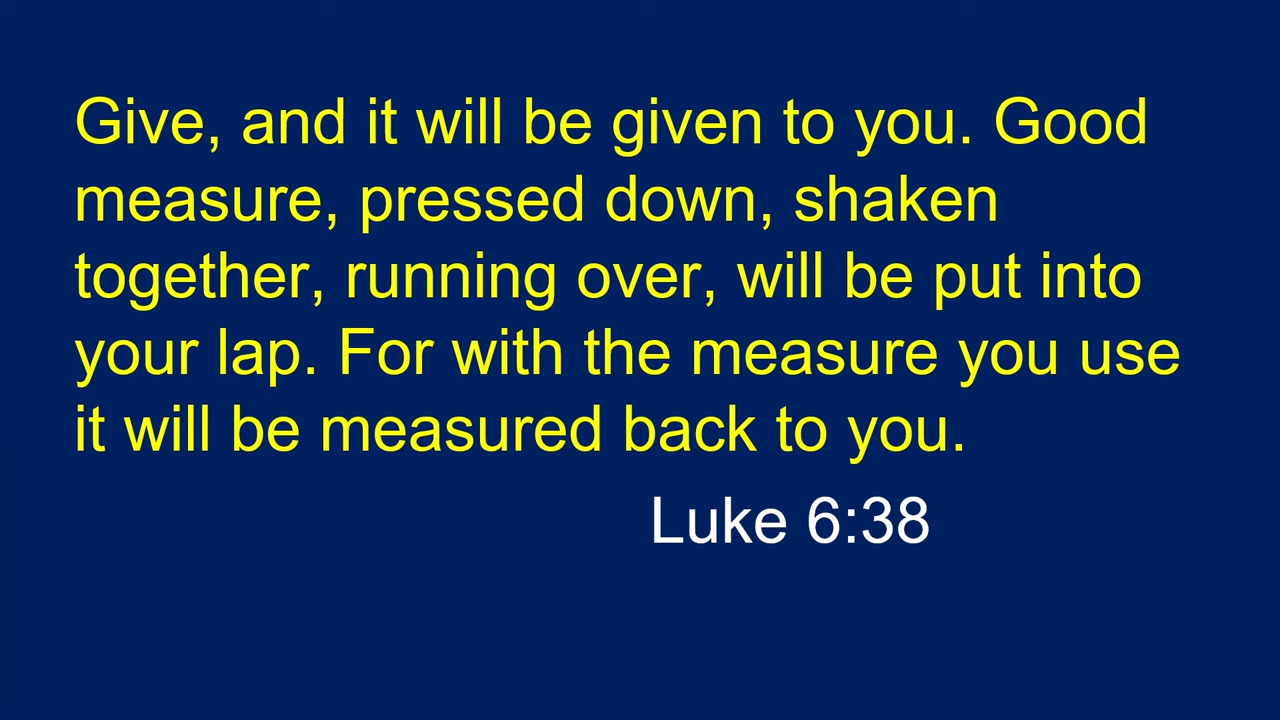 Give, and it will be given to you. Good
measure, pressed down, shaken
together, running over, will be put into
your lap. For with the measure you use
it will be measured back to you.
Luke 6:38